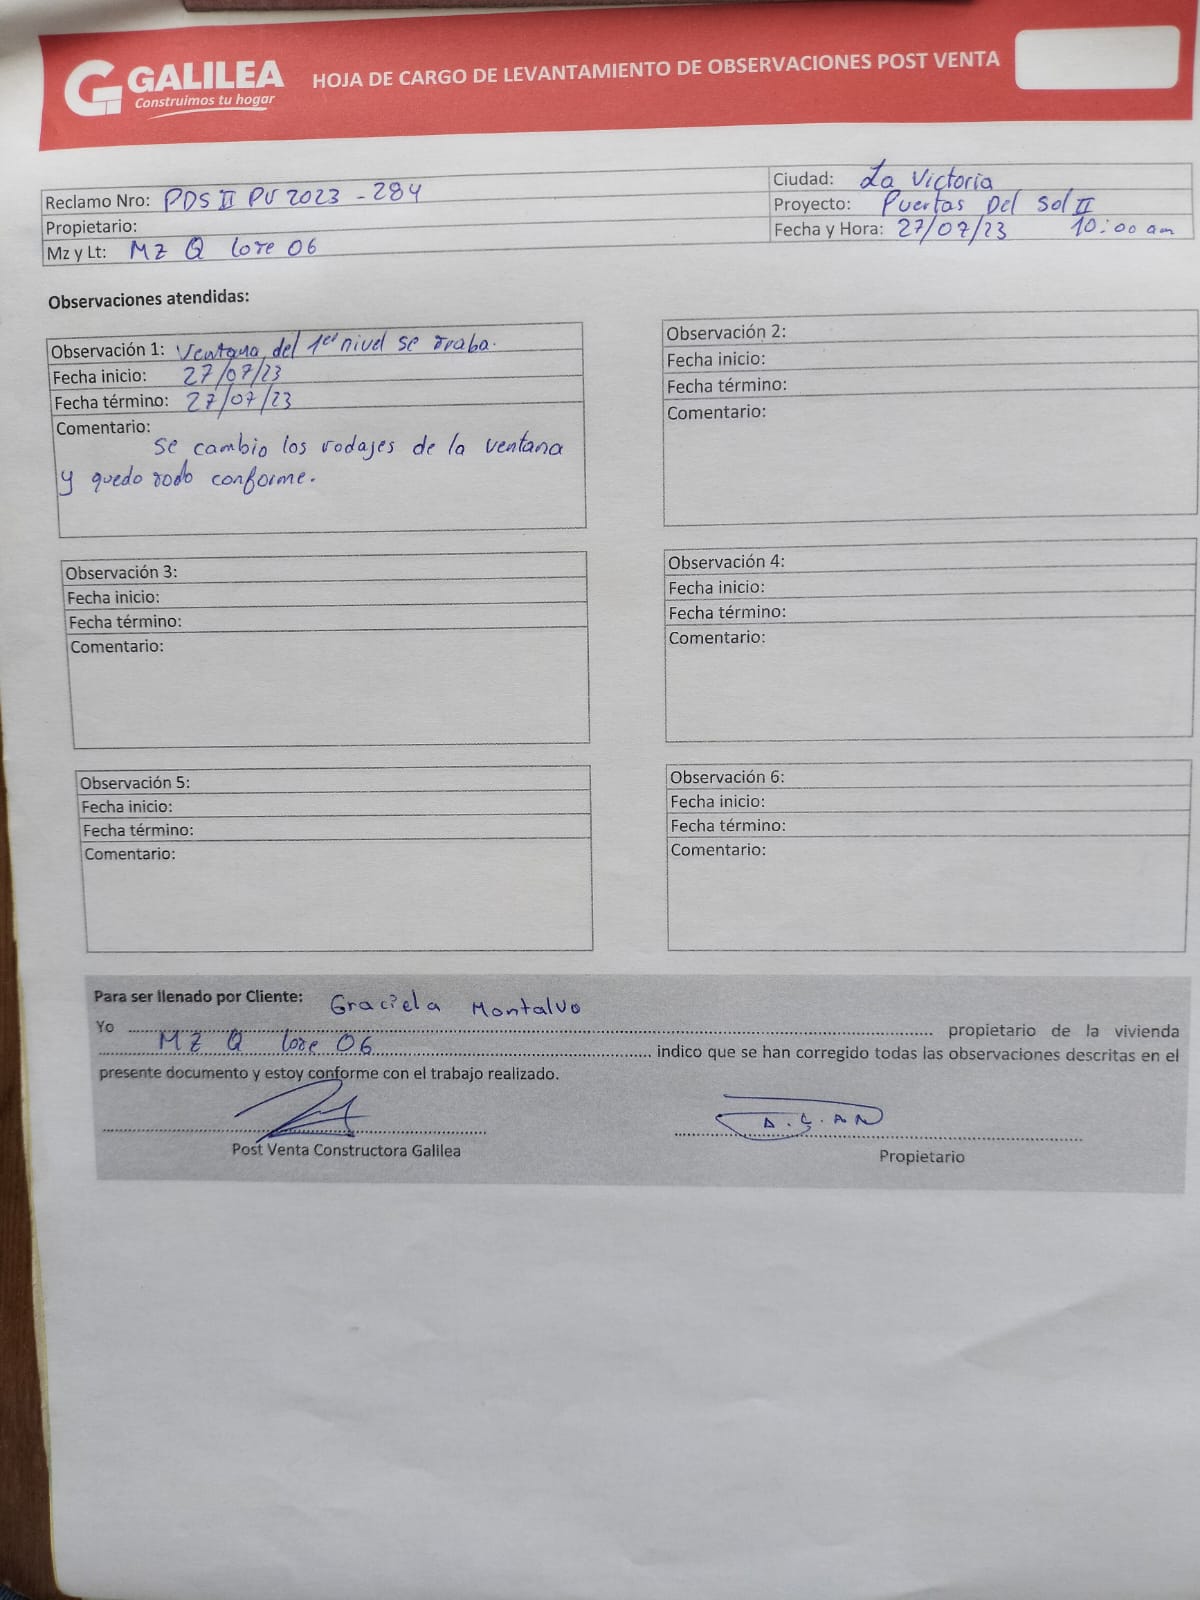 GALILEA
Construimos tu hogar
HOJA DE CARGO DE LEVANTAMIENTO DE OBSERVACIONES POST VENTA
Reclamo Nro: PDS II PV 2023 - 284
Propietario:
Mz y Lt: MZ Q lote 06
Ciudad: La Victoria
Proyecto: Puertas Del Sol II
Fecha y Hora: 27/07/23 10:00 am
Observaciones atendidas:
Observación 1: Ventana del 1er nivel se traba.
Fecha inicio: 27/07/23
Fecha término: 27/07/23
Comentario:
Se cambio los rodajes de la ventana
y quedo todo conforme.
Observación 2:
Fecha inicio:
Fecha término:
Comentario:
Observación 3:
Fecha inicio:
Fecha término:
Comentario:
Observación 4:
Fecha inicio:
Fecha término:
Comentario:
Observación 5:
Fecha inicio:
Fecha término:
Comentario:
Observación 6:
Fecha inicio:
Fecha término:
Comentario:
Para ser llenado por Cliente: Graciela Montalvo
Yo ........ propietario de la vivienda
MZ Q lote 06 ........ indico que se han corregido todas las observaciones descritas en el
presente documento y estoy conforme con el trabajo realizado.
Post Venta Constructora Galilea
Propietario